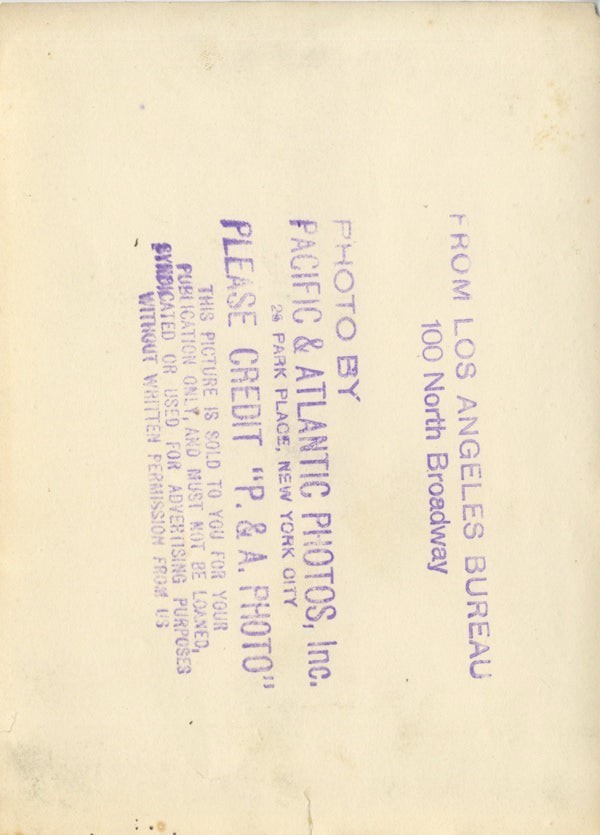 FROM LOS ANGELES BUREAU
100 North Broadway
PHOTO BY
PACIFIC & ATLANTIC PHOTOS, Inc.
25 PARK PLACE, NEW YORK CITY
PLEASE CREDIT "P. & A. PHOTO"
THIS PICTURE IS SOLD TO YOU FOR YOUR
PUBLICATION ONLY, AND MUST NOT BE LOANED,
SYNDICATED OR USED FOR ADVERTISING PURPOSES
WITHOUT WRITTEN PERMISSION FROM US